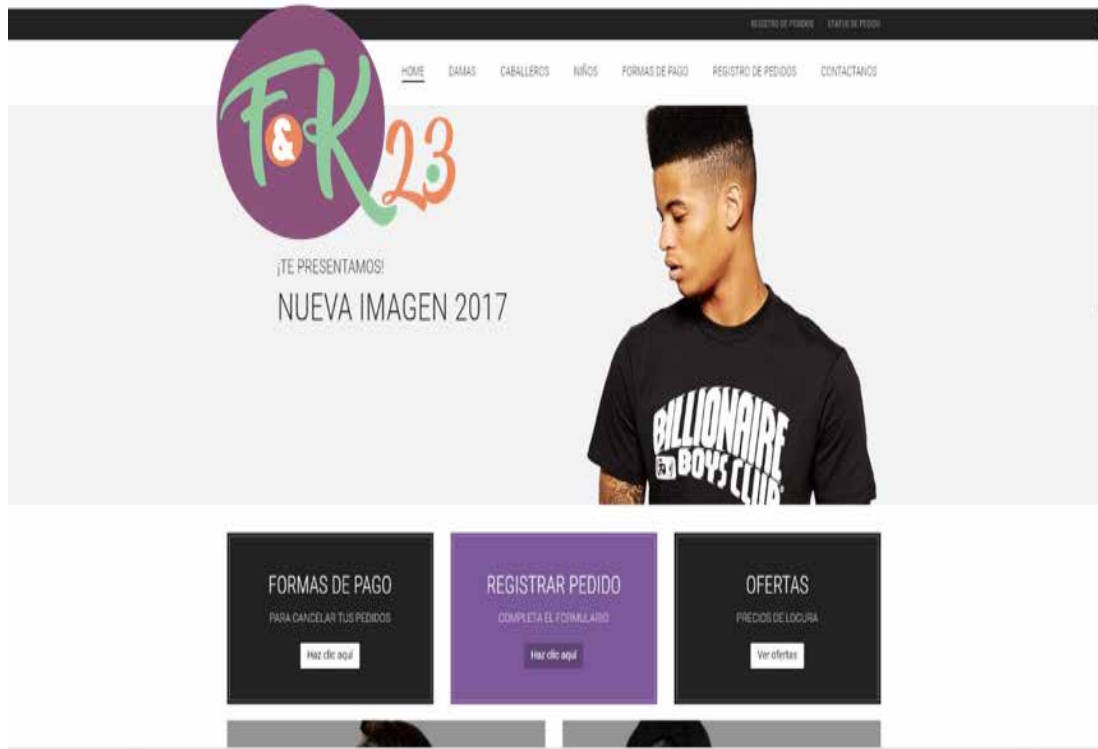 REGISTRO DE PEDIDOS STATUS DE PEDIDO
HOME DAMAS CABALLEROS NIÑOS FORMAS DE PAGO REGISTRO DE PEDIDOS CONTACTANOS
F&K 23
¡TE PRESENTAMOS!
NUEVA IMAGEN 2017
BILLIONAIRE
BOYS CLUB
FORMAS DE PAGO
PARA CANCELAR TUS PEDIDOS
Haz clic aquí
REGISTRAR PEDIDO
COMPLETA EL FORMULARIO
Haz clic aquí
OFERTAS
PRECIOS DE LOCURA
Ver ofertas